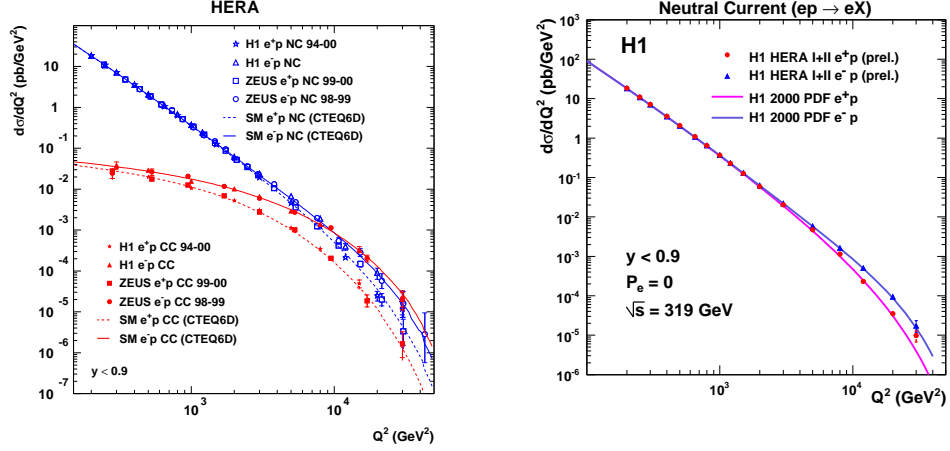 HERA
dσ/dQ² (pb/GeV²)
10
1
10⁻¹
10⁻²
10⁻³
10⁻⁴
10⁻⁵
10⁻⁶
10⁻⁷
H1 e⁺p NC 94-00
H1 e⁻p NC
ZEUS e⁺p NC 99-00
ZEUS e⁻p NC 98-99
SM e⁺p NC (CTEQ6D)
SM e⁻p NC (CTEQ6D)
H1 e⁺p CC 94-00
H1 e⁻p CC
ZEUS e⁺p CC 99-00
ZEUS e⁻p CC 98-99
SM e⁺p CC (CTEQ6D)
SM e⁻p CC (CTEQ6D)
y < 0.9
10³ 10⁴
Q² (GeV²)
Neutral Current (ep → eX)
dσ/dQ² (pb/GeV²)
10³
10²
10
1
10⁻¹
10⁻²
10⁻³
10⁻⁴
10⁻⁵
10⁻⁶
H1
H1 HERA I+II e⁺p (prel.)
H1 HERA I+II e⁻p (prel.)
H1 2000 PDF e⁺p
H1 2000 PDF e⁻ p
y < 0.9
Pₑ = 0
√s = 319 GeV
10³ 10⁴
Q² (GeV²)